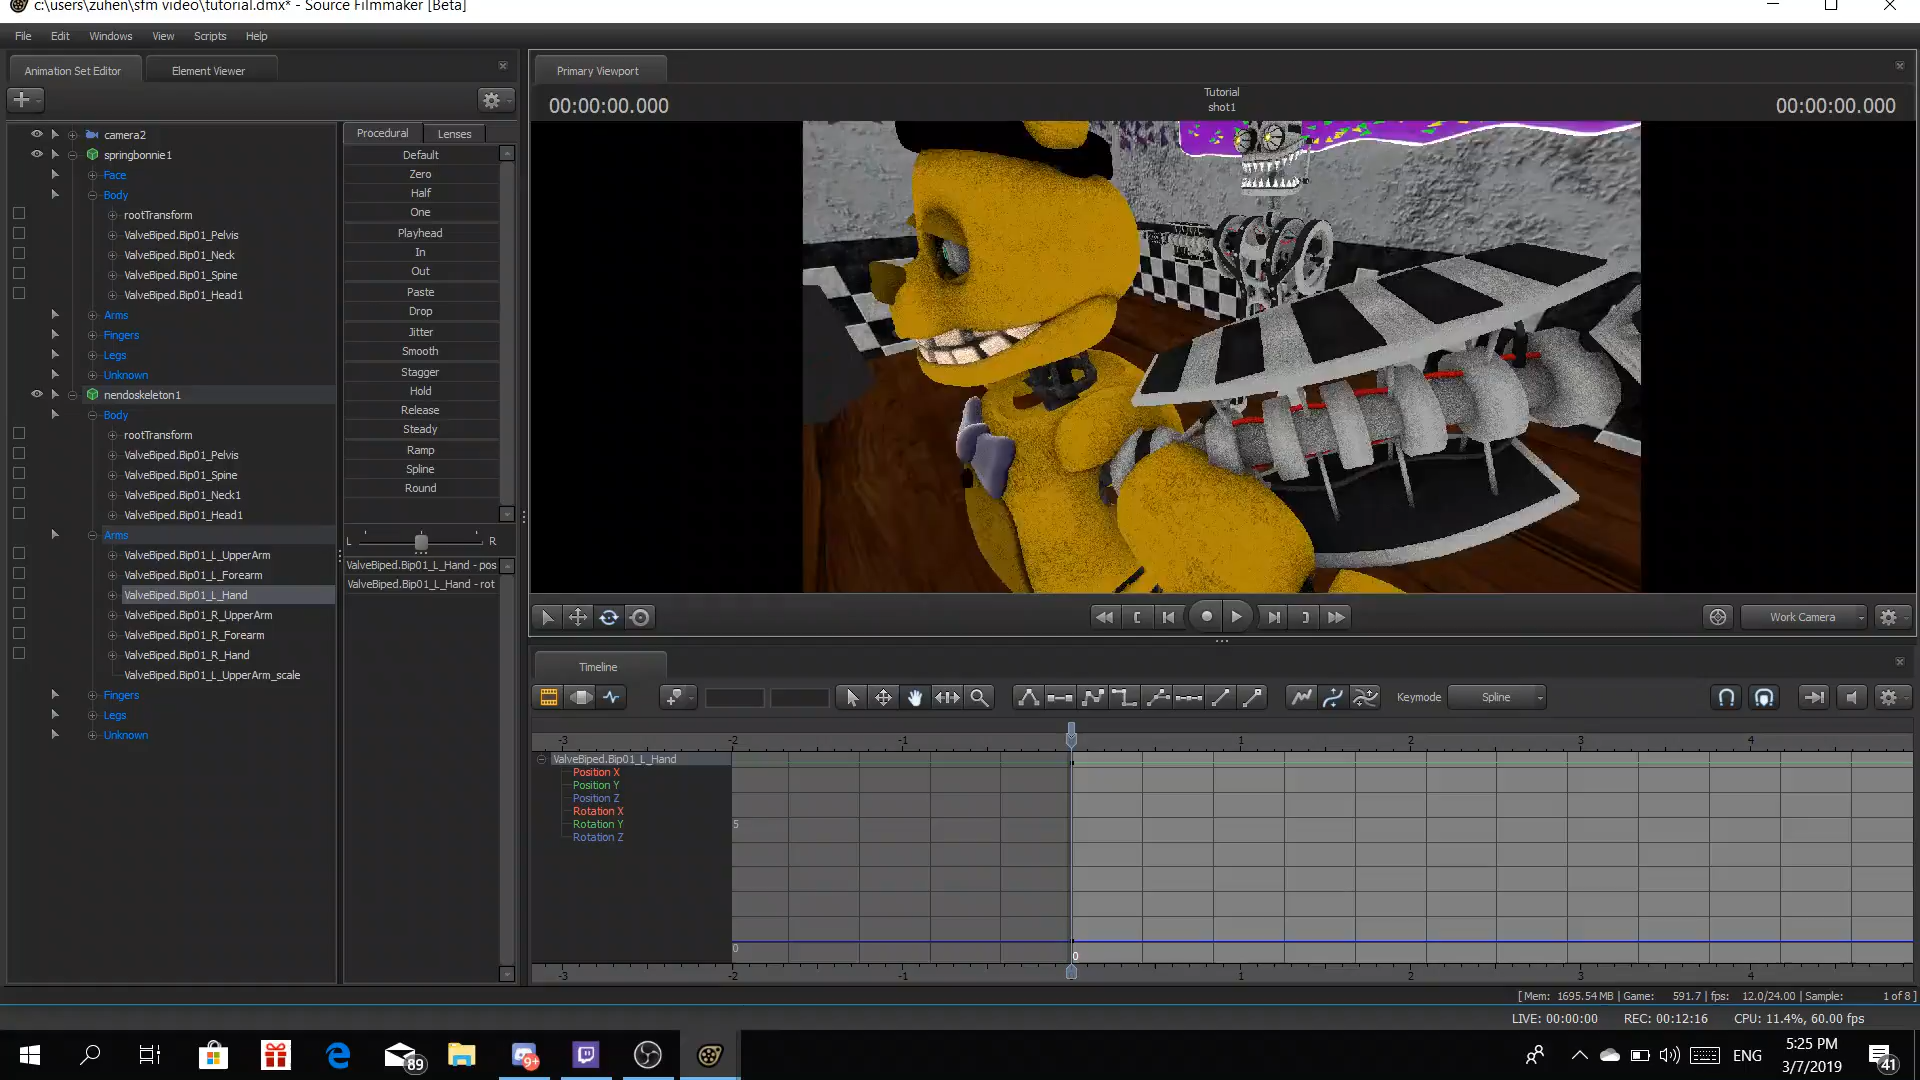 c:\users\zuhen\sfm video\tutorial.dmx* - Source Filmmaker [Beta]
File Edit Windows View Scripts Help
Animation Set Editor
Element Viewer
camera2
springbonnie1
Face
Body
rootTransform
ValveBiped.Bip01_Pelvis
ValveBiped.Bip01_Neck
ValveBiped.Bip01_Spine
ValveBiped.Bip01_Head1
Arms
Fingers
Legs
Unknown
nendoskeleton1
Body
rootTransform
ValveBiped.Bip01_Pelvis
ValveBiped.Bip01_Spine
ValveBiped.Bip01_Neck1
ValveBiped.Bip01_Head1
Arms
ValveBiped.Bip01_L_UpperArm
ValveBiped.Bip01_L_Forearm
ValveBiped.Bip01_L_Hand
ValveBiped.Bip01_R_UpperArm
ValveBiped.Bip01_R_Forearm
ValveBiped.Bip01_R_Hand
ValveBiped.Bip01_L_UpperArm_scale
Fingers
Legs
Unknown
Procedural
Lenses
Default
Zero
Half
One
Playhead
In
Out
Paste
Drop
Jitter
Smooth
Stagger
Hold
Release
Steady
Ramp
Spline
Round
L R
ValveBiped.Bip01_L_Hand - pos
ValveBiped.Bip01_L_Hand - rot
Primary Viewport
00:00:00.000
Tutorial
shot1
00:00:00.000
Work Camera
Timeline
Keymode Spline
-3 -2 -1 1 2 3 4
ValveBiped.Bip01_L_Hand
Position X
Position Y
Position Z
Rotation X
Rotation Y
Rotation Z
5
0
0
-3 -2 -1 1 2 3 4
[ Mem: 1695.54 MB | Game: 591.7 | fps: 12.0/24.00 | Sample: 1 of 8 ]
LIVE: 00:00:00 REC: 00:12:16 CPU: 11.4%, 60.00 fps
89
9+
ENG
5:25 PM
3/7/2019
41